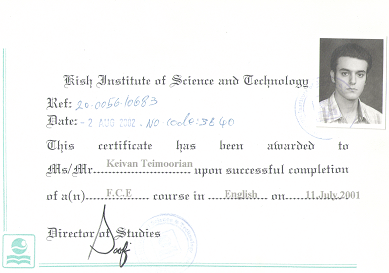 Kish Institute of Science and Technology
Ref: 20-0056-10683
Date: -2 AUG 2002 . NO Code: 3840
This certificate has been awarded to
Ms/Mr. Keivan Teimoorian upon successful completion
of a(n) F.C.E course in English on 11.July.2001
Director of Studies